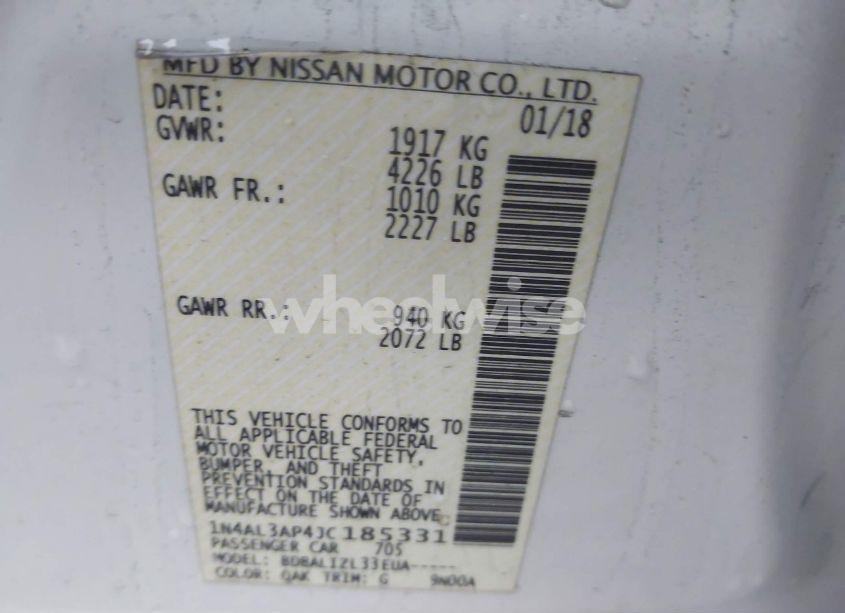 MFD BY NISSAN MOTOR CO., LTD.
DATE: 01/18
GVWR: 1917 KG
4226 LB
GAWR FR.: 1010 KG
2227 LB
GAWR RR.: 940 KG
2072 LB
wheelwise
THIS VEHICLE CONFORMS TO
ALL APPLICABLE FEDERAL
MOTOR VEHICLE SAFETY,
BUMPER, AND THEFT
PREVENTION STANDARDS IN
EFFECT ON THE DATE OF
MANUFACTURE SHOWN ABOVE.
1N4AL3AP4JC185331
PASSENGER CAR 705
MODEL: BDBALIZL33EUA-----
COLOR: QAK TRIM: G 9N00A